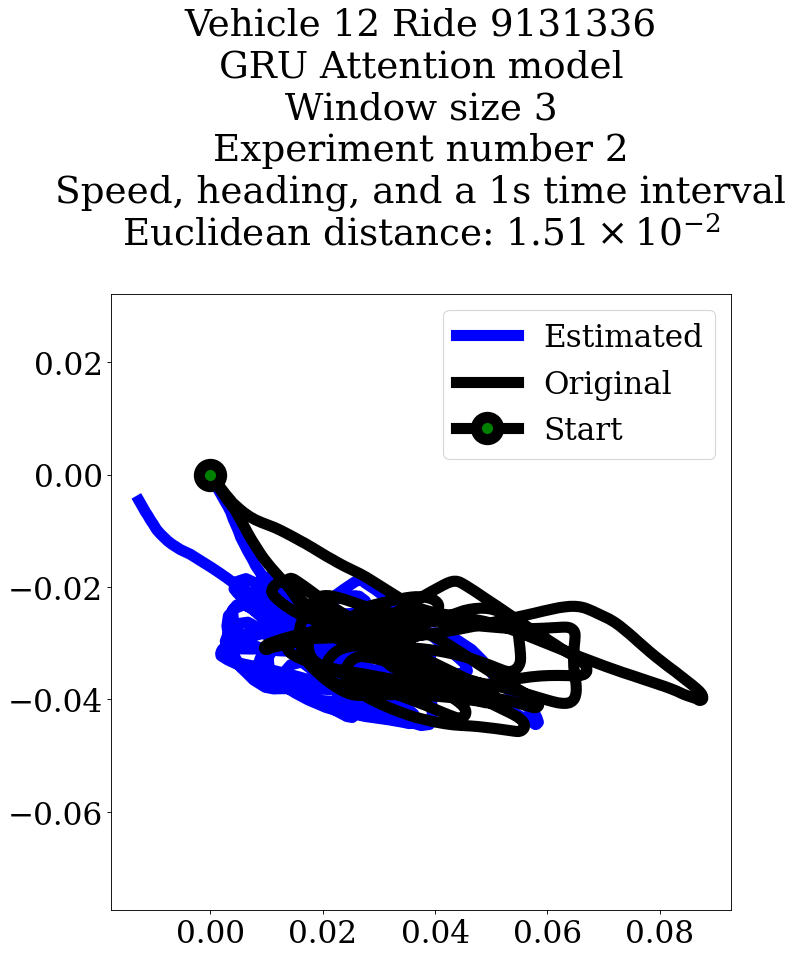 Vehicle 12 Ride 9131336
GRU Attention model
Window size 3
Experiment number 2
Speed, heading, and a 1s time interval
Euclidean distance: 1.51 × 10⁻²
Estimated
Original
Start
0.02
0.00
−0.02
−0.04
−0.06
0.00 0.02 0.04 0.06 0.08